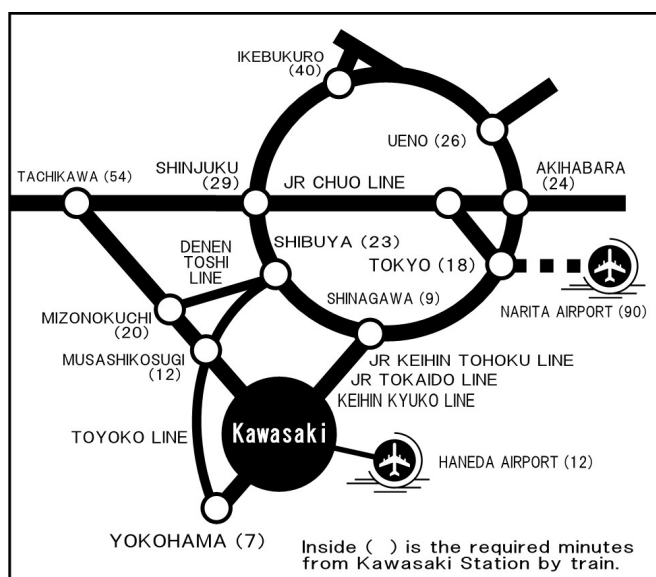 IKEBUKURO
(40)
UENO (26)
SHINJUKU
(29)
AKIHABARA
(24)
TACHIKAWA (54)
JR CHUO LINE
DENEN
TOSHI
LINE
SHIBUYA (23)
TOKYO (18)
SHINAGAWA (9)
NARITA AIRPORT (90)
MIZONOKUCHI
(20)
MUSASHIKOSUGI
(12)
JR KEIHIN TOHOKU LINE
JR TOKAIDO LINE
KEIHIN KYUKO LINE
Kawasaki
TOYOKO LINE
HANEDA AIRPORT (12)
YOKOHAMA (7)
Inside ( ) is the required minutes
from Kawasaki Station by train.